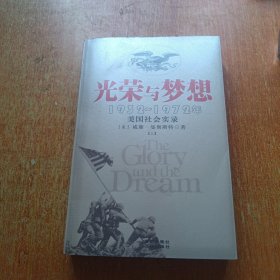 光荣与梦想
1932~1972年
美国社会实录
[美] 威廉·曼彻斯特 著
The Glory
and the
Dream